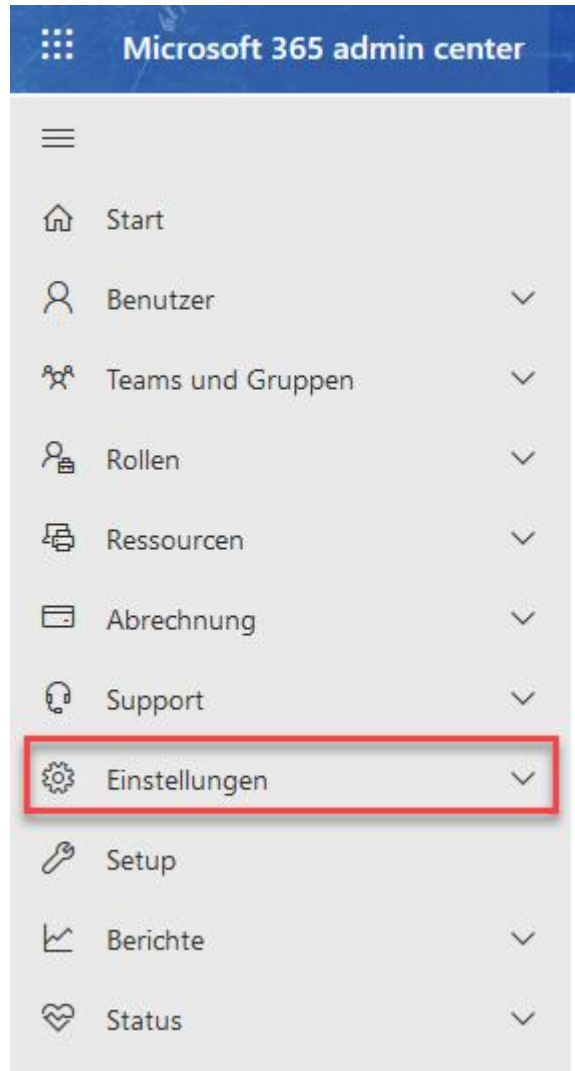 Microsoft 365 admin center
Start
Benutzer
Teams und Gruppen
Rollen
Ressourcen
Abrechnung
Support
Einstellungen
Setup
Berichte
Status